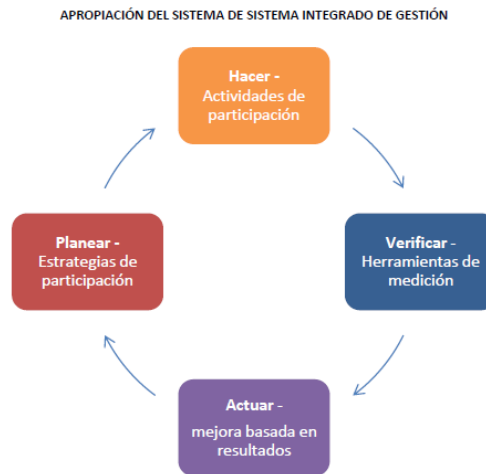 APROPIACIÓN DEL SISTEMA DE SISTEMA INTEGRADO DE GESTIÓN
Hacer -
Actividades de
participación
Planear -
Estrategias de
participación
Verificar -
Herramientas de
medición
Actuar -
mejora basada en
resultados